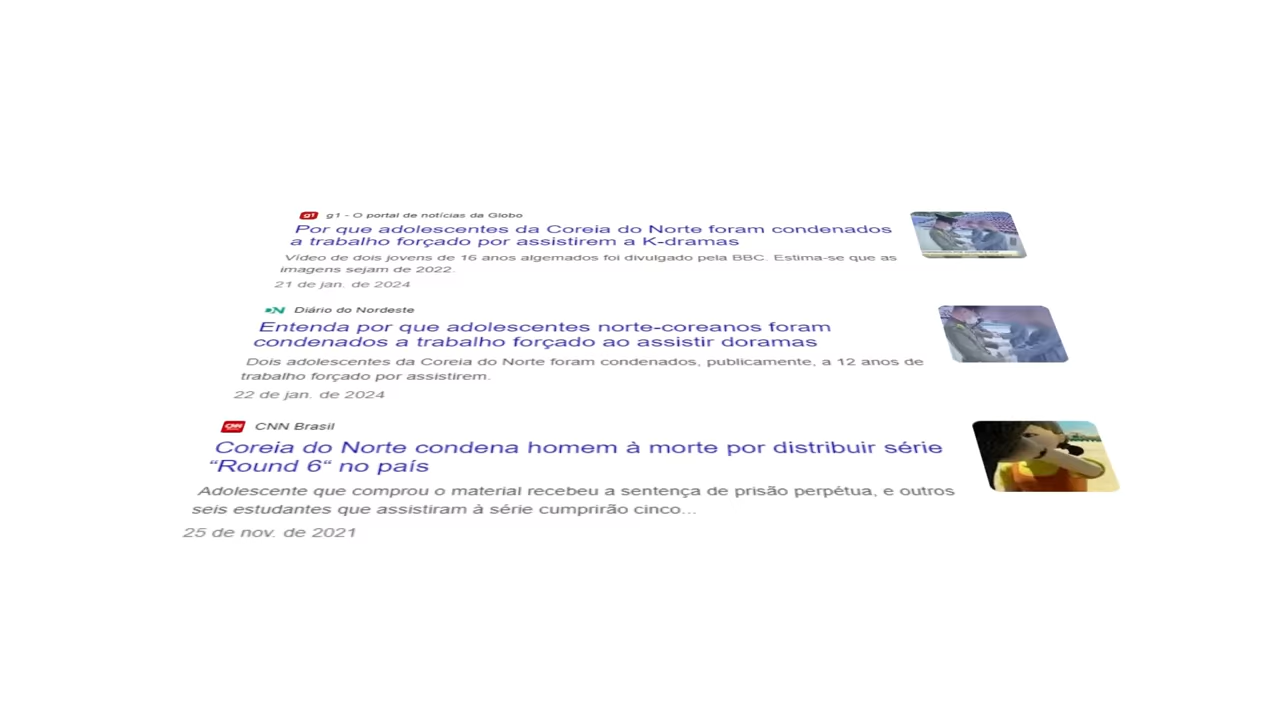 g1 g1 - O portal de notícias da Globo
Por que adolescentes da Coreia do Norte foram condenados
a trabalho forçado por assistirem a K-dramas
Vídeo de dois jovens de 16 anos algemados foi divulgado pela BBC. Estima-se que as
imagens sejam de 2022.
21 de jan. de 2024
DN Diário do Nordeste
Entenda por que adolescentes norte-coreanos foram
condenados a trabalho forçado ao assistir doramas
Dois adolescentes da Coreia do Norte foram condenados, publicamente, a 12 anos de
trabalho forçado por assistirem.
22 de jan. de 2024
CNN CNN Brasil
Coreia do Norte condena homem à morte por distribuir série
“Round 6“ no país
Adolescente que comprou o material recebeu a sentença de prisão perpétua, e outros
seis estudantes que assistiram à série cumprirão cinco...
25 de nov. de 2021